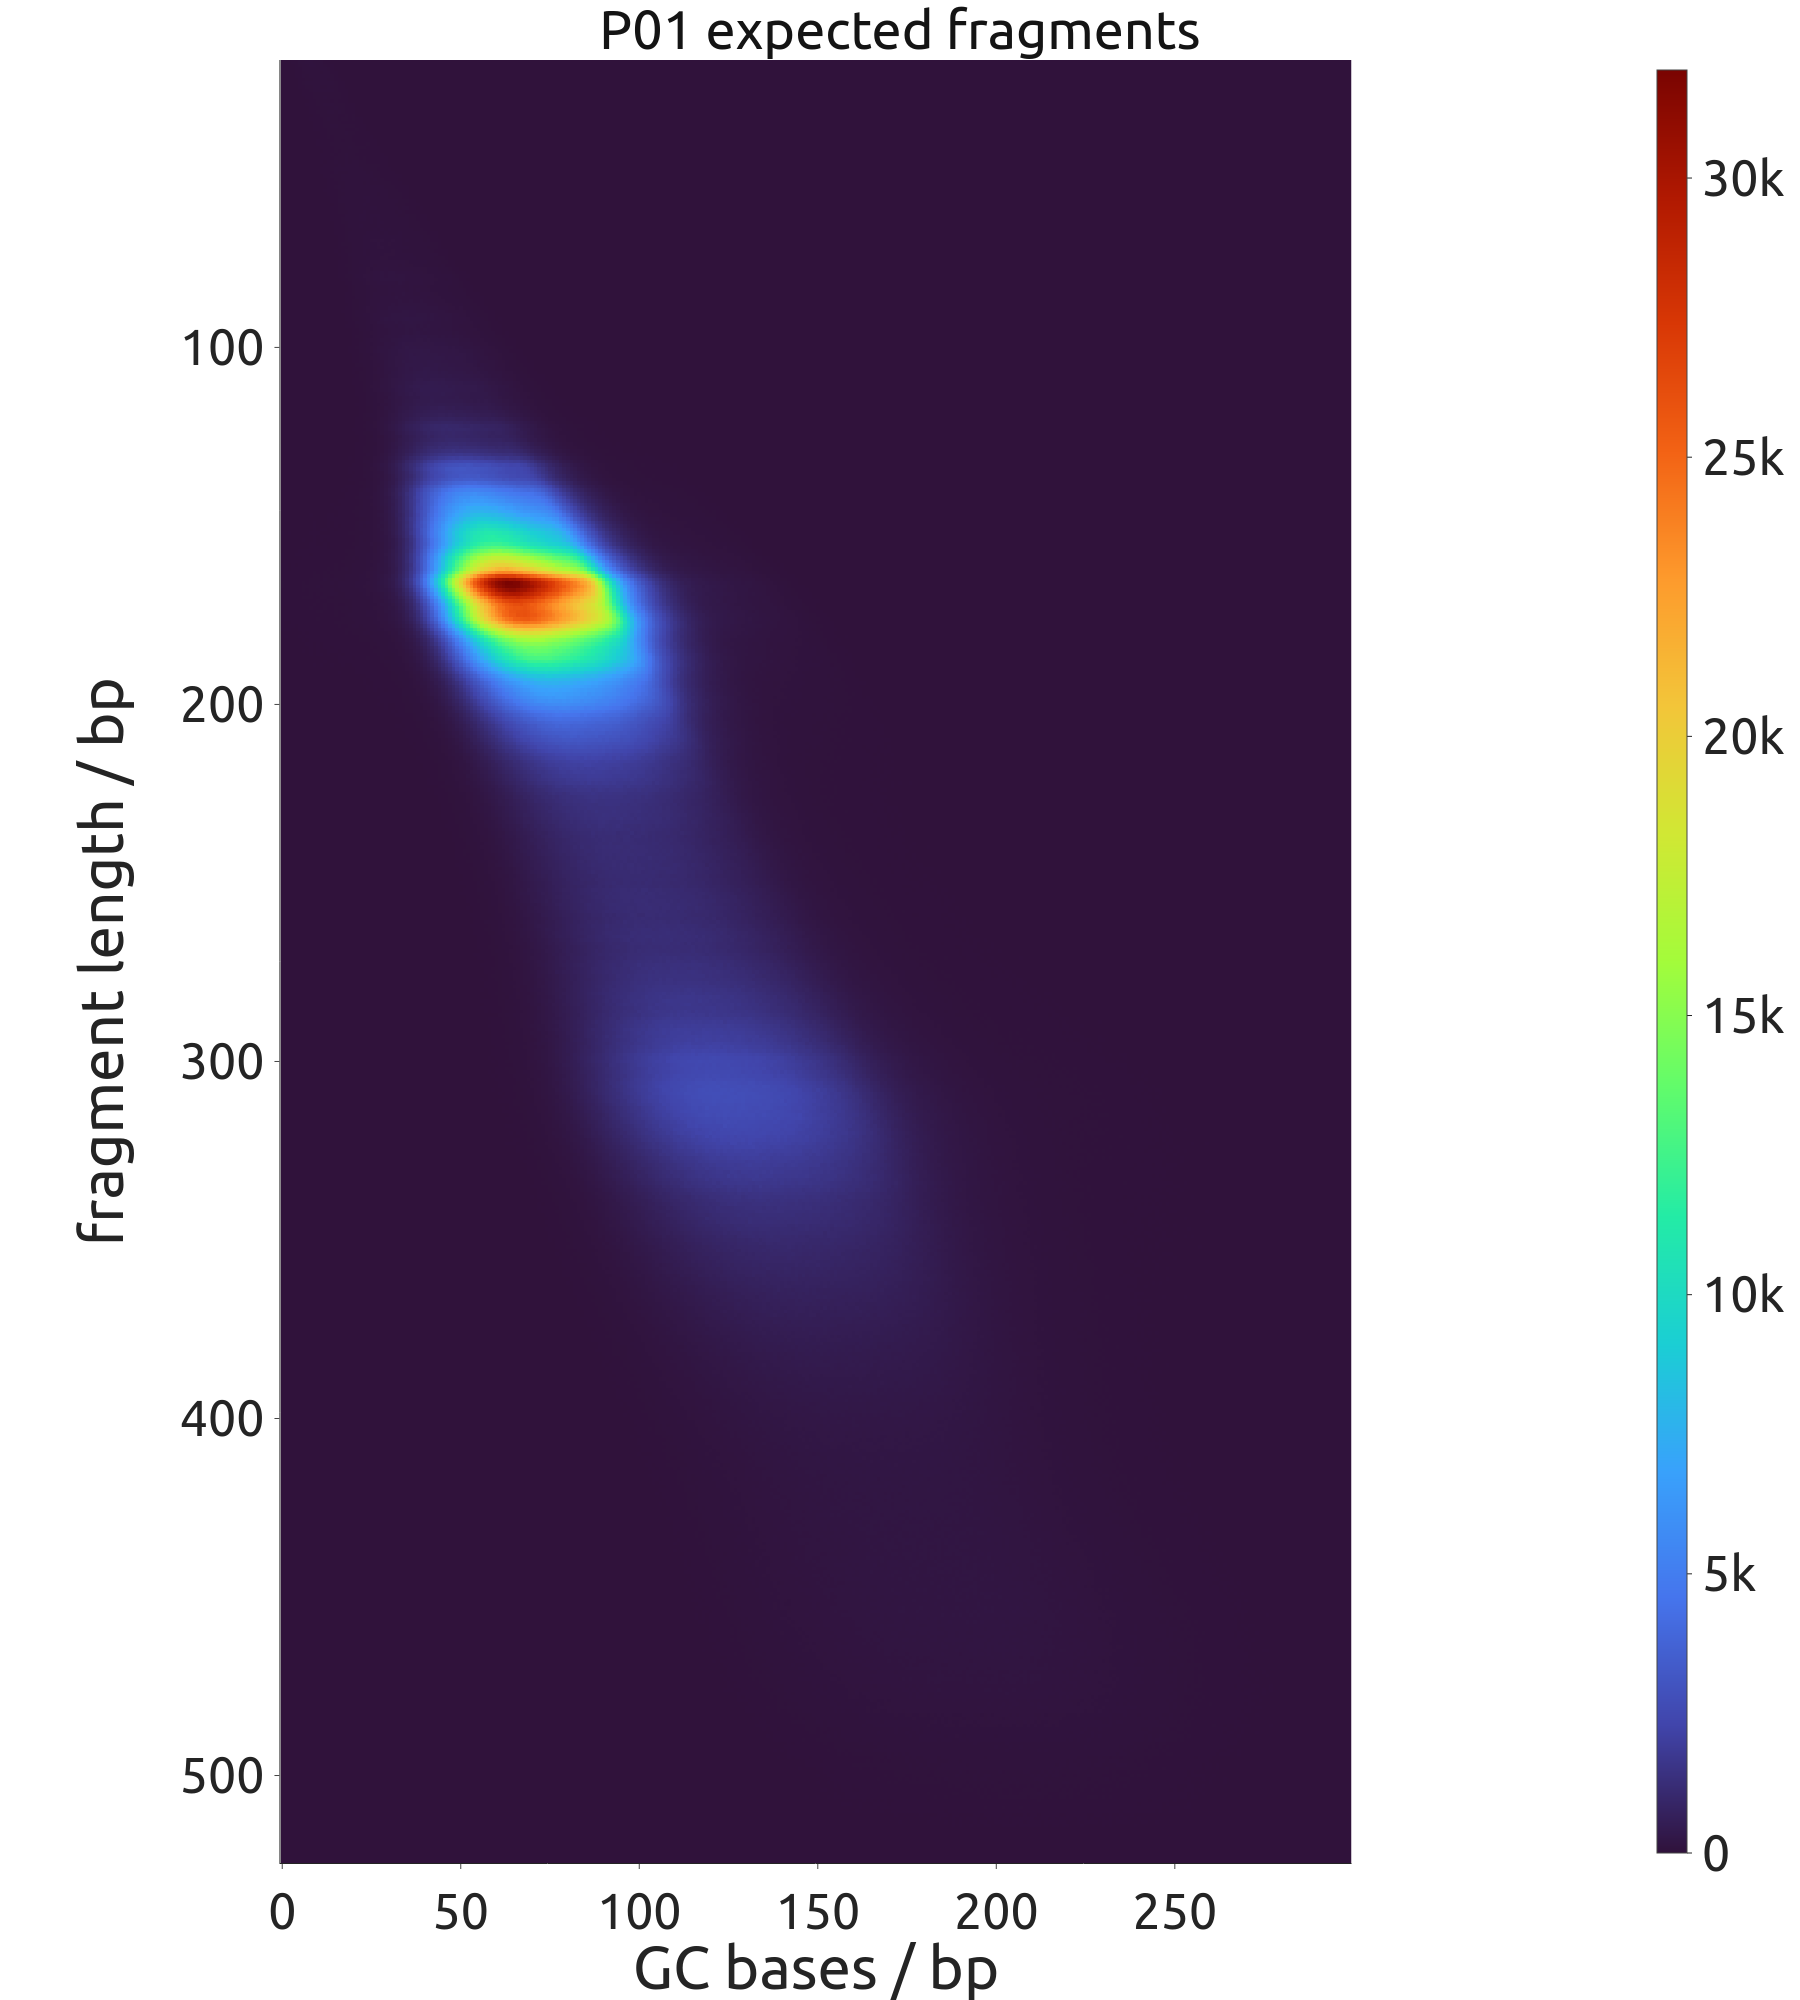 P01 expected fragments
fragment length / bp
100
200
300
400
500
0
50
100
150
200
250
GC bases / bp
30k
25k
20k
15k
10k
5k
0